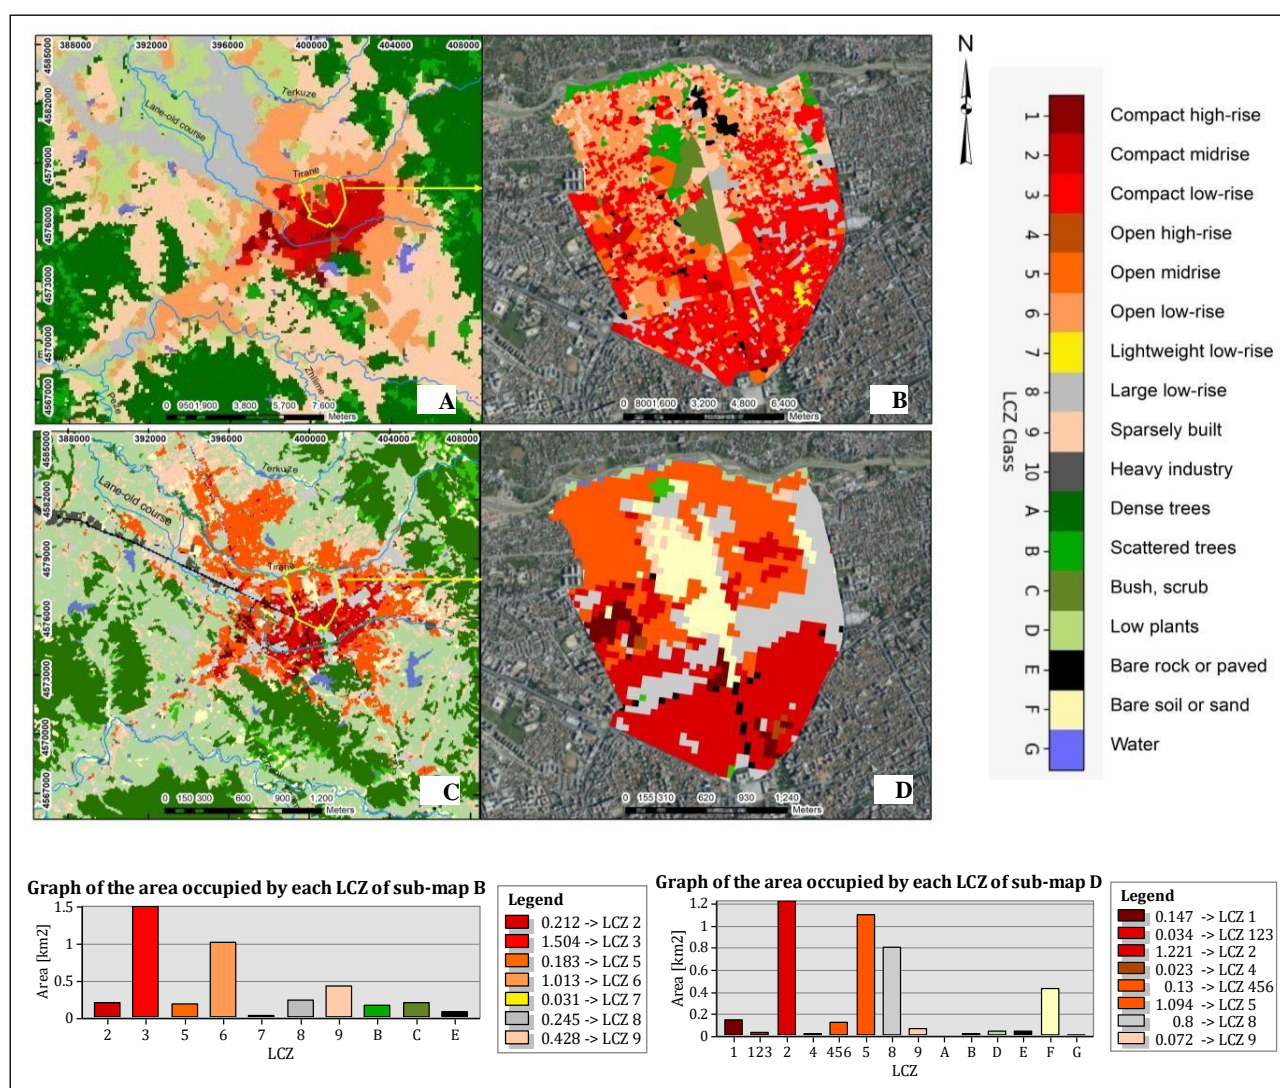 388000 392000 396000 400000 404000 408000
4585000
4582000
4579000
4576000
4573000
4570000
4567000
Terkuze
Lane-old course
Tirane
Zhilime
A
0 950 1,900 3,800 5,700 7,600
Meters
B
0 800 1,600 3,200 4,800 6,400
Meters
388000 392000 396000 400000 404000 408000
4585000
4582000
4579000
4576000
4573000
4570000
4567000
Terkuze
Lane-old course
Tirane
C
0 150 300 600 900 1,200
Meters
D
0 155 310 620 930 1,240
Meters
N
LCZ Class
1 Compact high-rise
2 Compact midrise
3 Compact low-rise
4 Open high-rise
5 Open midrise
6 Open low-rise
7 Lightweight low-rise
8 Large low-rise
9 Sparsely built
10 Heavy industry
A Dense trees
B Scattered trees
C Bush, scrub
D Low plants
E Bare rock or paved
F Bare soil or sand
G Water
Graph of the area occupied by each LCZ of sub-map B
Area [km2]
1.5
1
0.5
0
2 3 5 6 7 8 9 B C E
LCZ
Legend
0.212 -> LCZ 2
1.504 -> LCZ 3
0.183 -> LCZ 5
1.013 -> LCZ 6
0.031 -> LCZ 7
0.245 -> LCZ 8
0.428 -> LCZ 9
Graph of the area occupied by each LCZ of sub-map D
Area [km2]
1.2
1
0.8
0.6
0.4
0.2
0
1 123 2 4 456 5 8 9 A B D E F G
LCZ
Legend
0.147 -> LCZ 1
0.034 -> LCZ 123
1.221 -> LCZ 2
0.023 -> LCZ 4
0.13 -> LCZ 456
1.094 -> LCZ 5
0.8 -> LCZ 8
0.072 -> LCZ 9